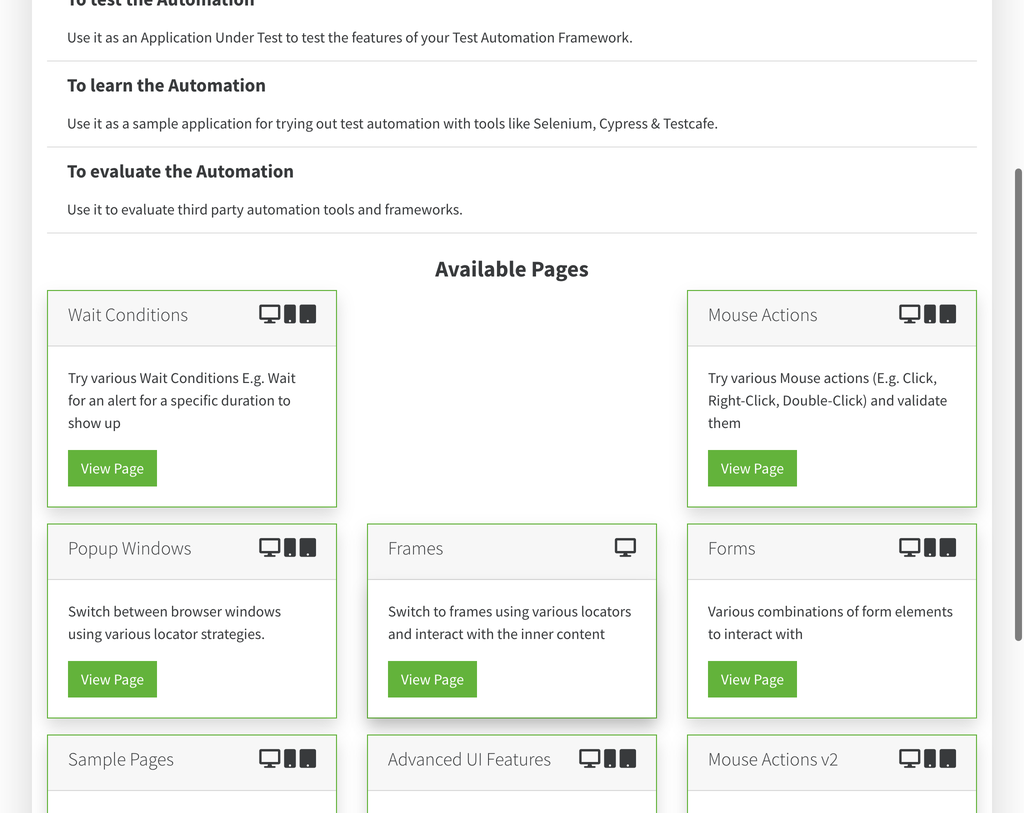 To test the Automation
Use it as an Application Under Test to test the features of your Test Automation Framework.
To learn the Automation
Use it as a sample application for trying out test automation with tools like Selenium, Cypress & Testcafe.
To evaluate the Automation
Use it to evaluate third party automation tools and frameworks.
Available Pages
Wait Conditions
Try various Wait Conditions E.g. Wait
for an alert for a specific duration to
show up
View Page
Mouse Actions
Try various Mouse actions (E.g. Click,
Right-Click, Double-Click) and validate
them
View Page
Popup Windows
Switch between browser windows
using various locator strategies.
View Page
Frames
Switch to frames using various locators
and interact with the inner content
View Page
Forms
Various combinations of form elements
to interact with
View Page
Sample Pages
Advanced UI Features
Mouse Actions v2